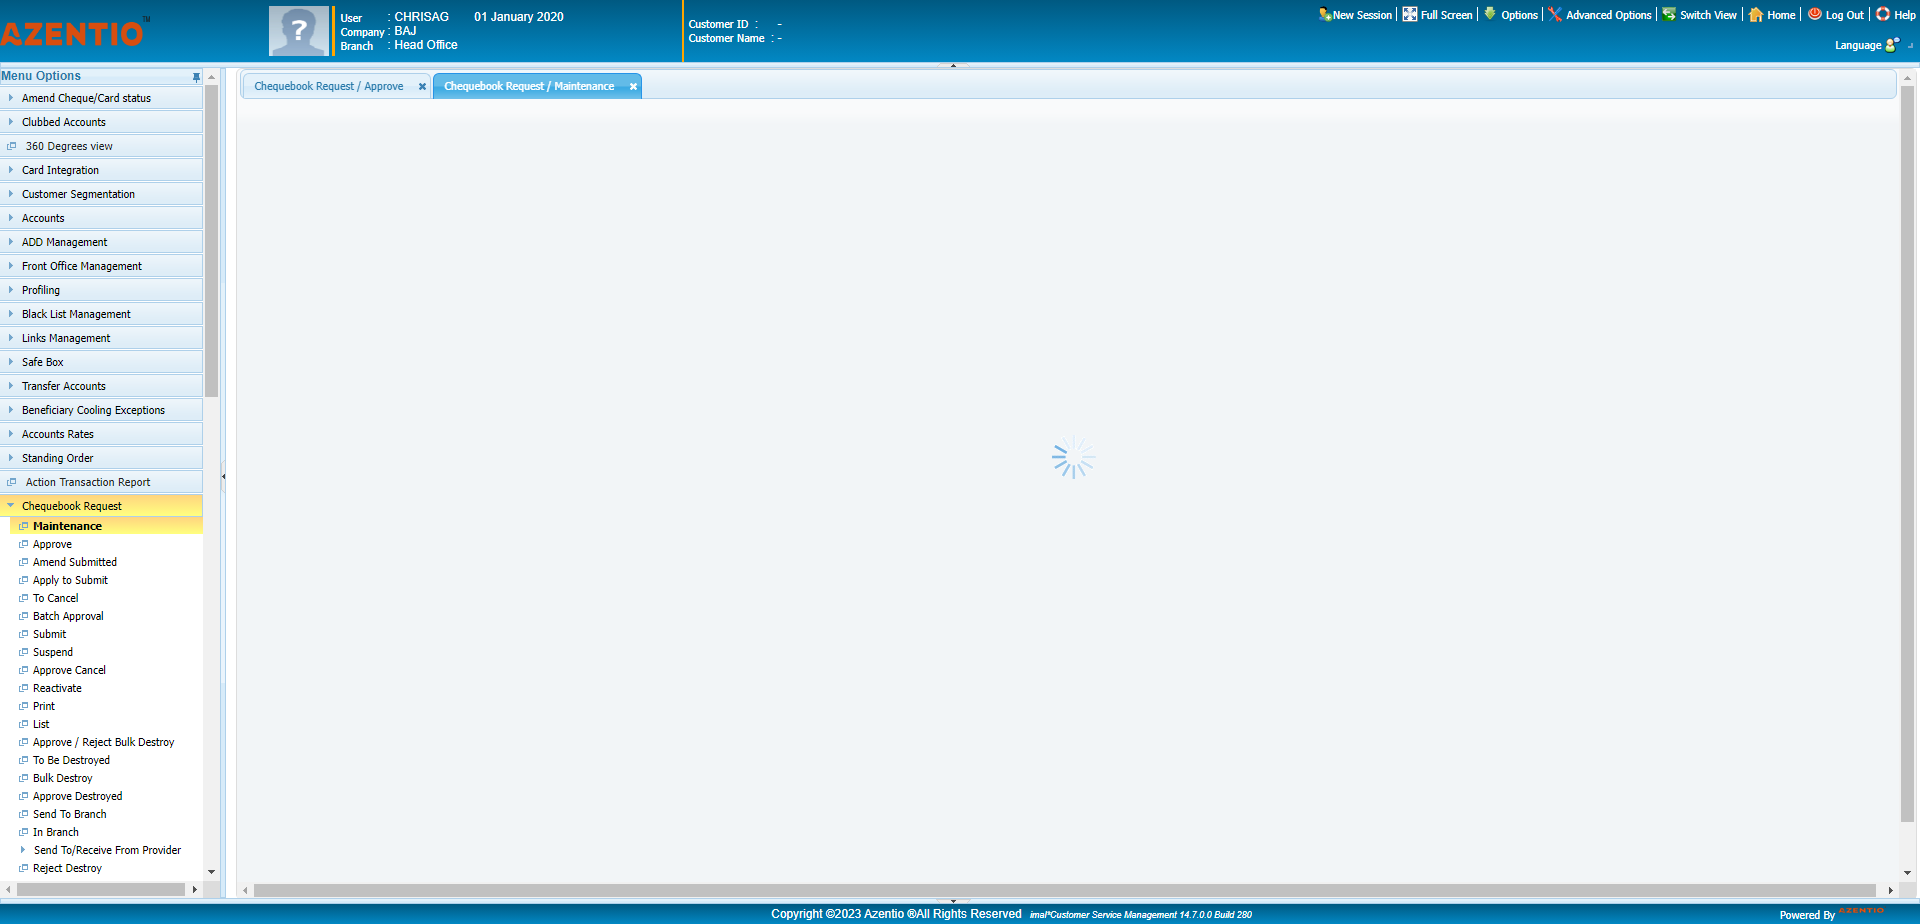 AZENTIO™
User : CHRISAG 01 January 2020
Company : BAJ
Branch : Head Office
Customer ID : -
Customer Name : -
New Session Full Screen Options Advanced Options Switch View Home Log Out Help
Language
Menu Options
Amend Cheque/Card status
Clubbed Accounts
360 Degrees view
Card Integration
Customer Segmentation
Accounts
ADD Management
Front Office Management
Profiling
Black List Management
Links Management
Safe Box
Transfer Accounts
Beneficiary Cooling Exceptions
Accounts Rates
Standing Order
Action Transaction Report
Chequebook Request
Maintenance
Approve
Amend Submitted
Apply to Submit
To Cancel
Batch Approval
Submit
Suspend
Approve Cancel
Reactivate
Print
List
Approve / Reject Bulk Destroy
To Be Destroyed
Bulk Destroy
Approve Destroyed
Send To Branch
In Branch
Send To/Receive From Provider
Reject Destroy
Chequebook Request / Approve
Chequebook Request / Maintenance
Copyright ©2023 Azentio ®All Rights Reserved imal*Customer Service Management 14.7.0.0 Build 280
Powered By AZENTIO